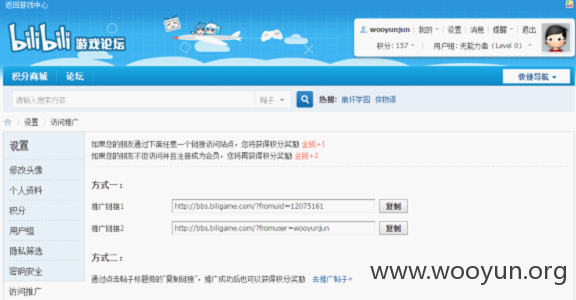 返回游戏中心
bilibili 游戏论坛
wooyunjun | 我的 | 设置 | 消息 | 提醒 | 退出
积分: 157 | 用户组: 无能力者 (Level 0)
积分商城 论坛 快捷导航
请输入搜索内容 帖子 热搜: 崩坏学园 侠物语
设置 › 访问推广
设置
修改头像
个人资料
积分
用户组
隐私筛选
密码安全
访问推广
如果您的朋友通过下面任意一个链接访问站点，您将获得积分奖励 金板+1
如果您的朋友不但访问并且注册成为会员，您将再获得积分奖励 金板+2
方式一：
推广链接1 http://bbs.biligame.com/?fromuid=12075161 复制
推广链接2 http://bbs.biligame.com/?fromuser=wooyunjun 复制
方式二：
通过点击帖子标题旁的"复制链接"，推广成功后也可以获得积分奖励 去推广帖子»
www.wooyun.org